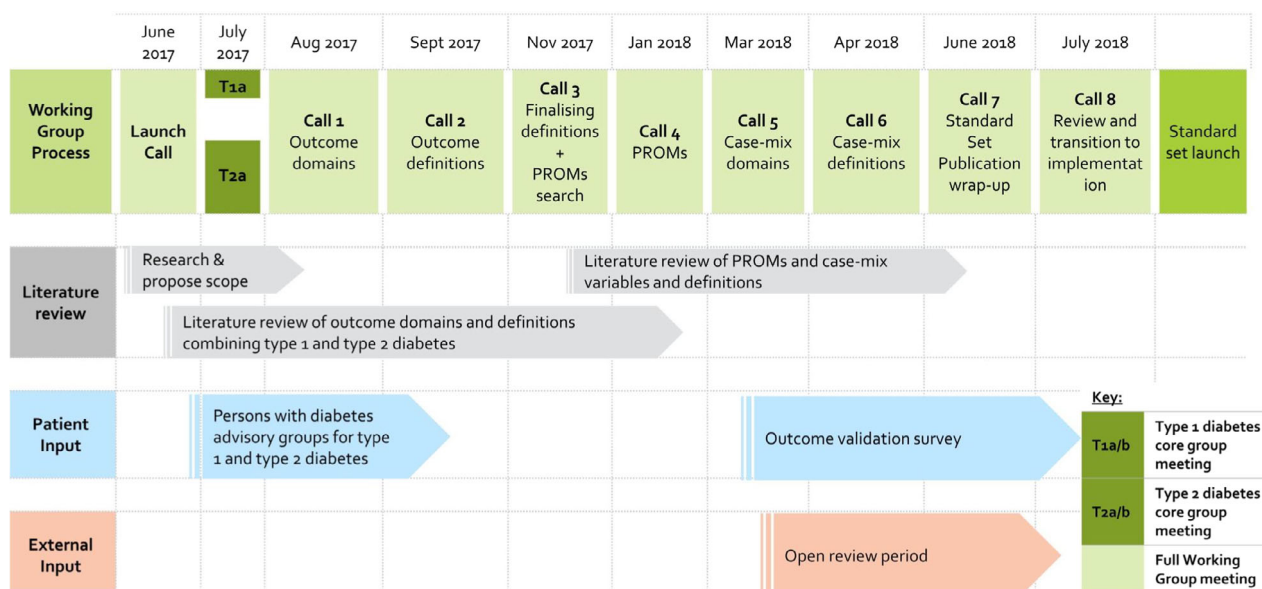 June
2017
July
2017
Aug 2017
Sept 2017
Nov 2017
Jan 2018
Mar 2018
Apr 2018
June 2018
July 2018
Working
Group
Process
Launch
Call
T1a
T2a
Call 1
Outcome
domains
Call 2
Outcome
definitions
Call 3
Finalising
definitions
+
PROMs
search
Call 4
PROMs
Call 5
Case-mix
domains
Call 6
Case-mix
definitions
Call 7
Standard
Set
Publication
wrap-up
Call 8
Review and
transition to
implementat
ion
Standard
set launch
Literature
review
Research &
propose scope
Literature review of PROMs and case-mix
variables and definitions
Literature review of outcome domains and definitions
combining type 1 and type 2 diabetes
Patient
Input
Persons with diabetes
advisory groups for type
1 and type 2 diabetes
Outcome validation survey
External
Input
Open review period
Key:
T1a/b
Type 1 diabetes
core group
meeting
T2a/b
Type 2 diabetes
core group
meeting
Full Working
Group meeting